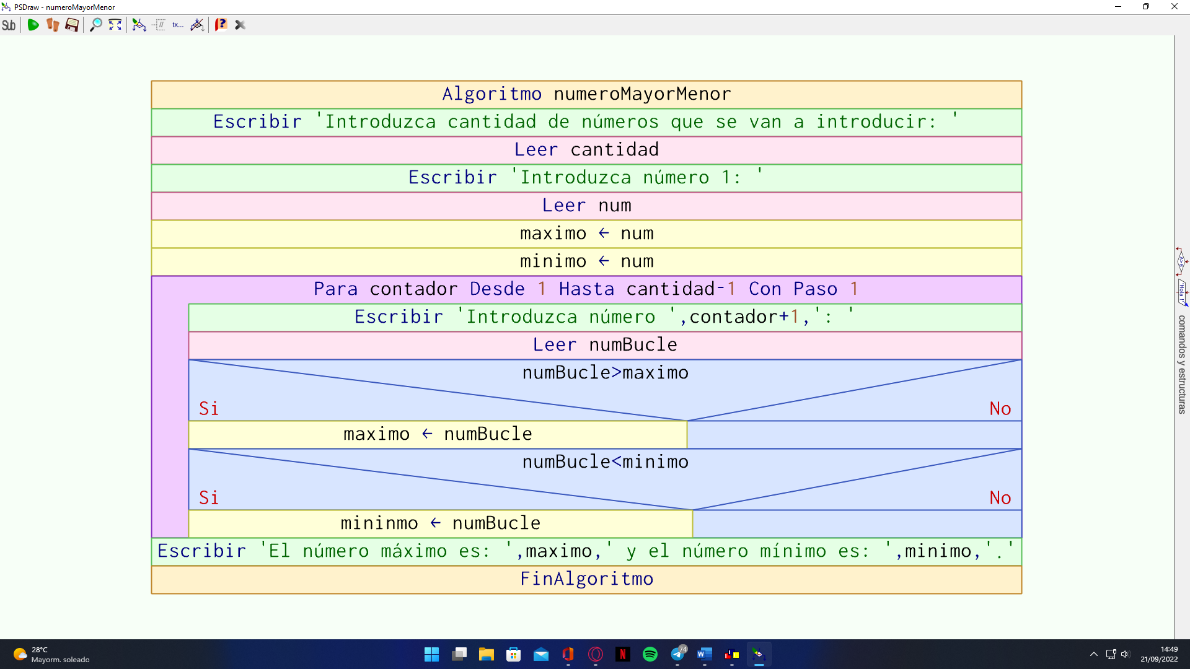 PSDraw - numeroMayorMenor
Sub
Algoritmo numeroMayorMenor
Escribir 'Introduzca cantidad de números que se van a introducir: '
Leer cantidad
Escribir 'Introduzca número 1: '
Leer num
maximo ← num
minimo ← num
Para contador Desde 1 Hasta cantidad-1 Con Paso 1
Escribir 'Introduzca número ',contador+1,': '
Leer numBucle
numBucle>maximo
Si No
maximo ← numBucle
numBucle<minimo
Si No
mininmo ← numBucle
Escribir 'El número máximo es: ',maximo,' y el número mínimo es: ',minimo,'.'
FinAlgoritmo
comandos y estructuras
28°C
Mayorm. soleado
14:49
21/09/2022